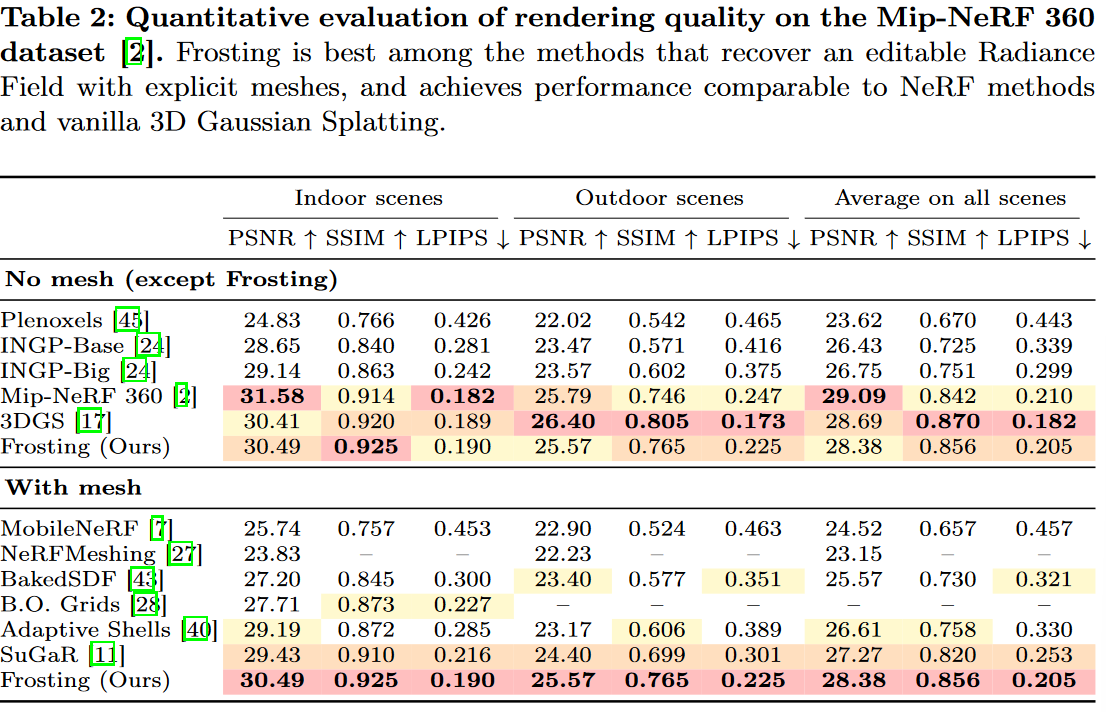 Table 2: Quantitative evaluation of rendering quality on the Mip-NeRF 360
dataset [2]. Frosting is best among the methods that recover an editable Radiance
Field with explicit meshes, and achieves performance comparable to NeRF methods
and vanilla 3D Gaussian Splatting.
Indoor scenes Outdoor scenes Average on all scenes
PSNR ↑ SSIM ↑ LPIPS ↓ PSNR ↑ SSIM ↑ LPIPS ↓ PSNR ↑ SSIM ↑ LPIPS ↓
No mesh (except Frosting)
Plenoxels [45] 24.83 0.766 0.426 22.02 0.542 0.465 23.62 0.670 0.443
INGP-Base [24] 28.65 0.840 0.281 23.47 0.571 0.416 26.43 0.725 0.339
INGP-Big [24] 29.14 0.863 0.242 23.57 0.602 0.375 26.75 0.751 0.299
Mip-NeRF 360 [2] 31.58 0.914 0.182 25.79 0.746 0.247 29.09 0.842 0.210
3DGS [17] 30.41 0.920 0.189 26.40 0.805 0.173 28.69 0.870 0.182
Frosting (Ours) 30.49 0.925 0.190 25.57 0.765 0.225 28.38 0.856 0.205
With mesh
MobileNeRF [7] 25.74 0.757 0.453 22.90 0.524 0.463 24.52 0.657 0.457
NeRFMeshing [27] 23.83 – – 22.23 – – 23.15 – –
BakedSDF [43] 27.20 0.845 0.300 23.40 0.577 0.351 25.57 0.730 0.321
B.O. Grids [28] 27.71 0.873 0.227 – – – – – –
Adaptive Shells [40] 29.19 0.872 0.285 23.17 0.606 0.389 26.61 0.758 0.330
SuGaR [11] 29.43 0.910 0.216 24.40 0.699 0.301 27.27 0.820 0.253
Frosting (Ours) 30.49 0.925 0.190 25.57 0.765 0.225 28.38 0.856 0.205